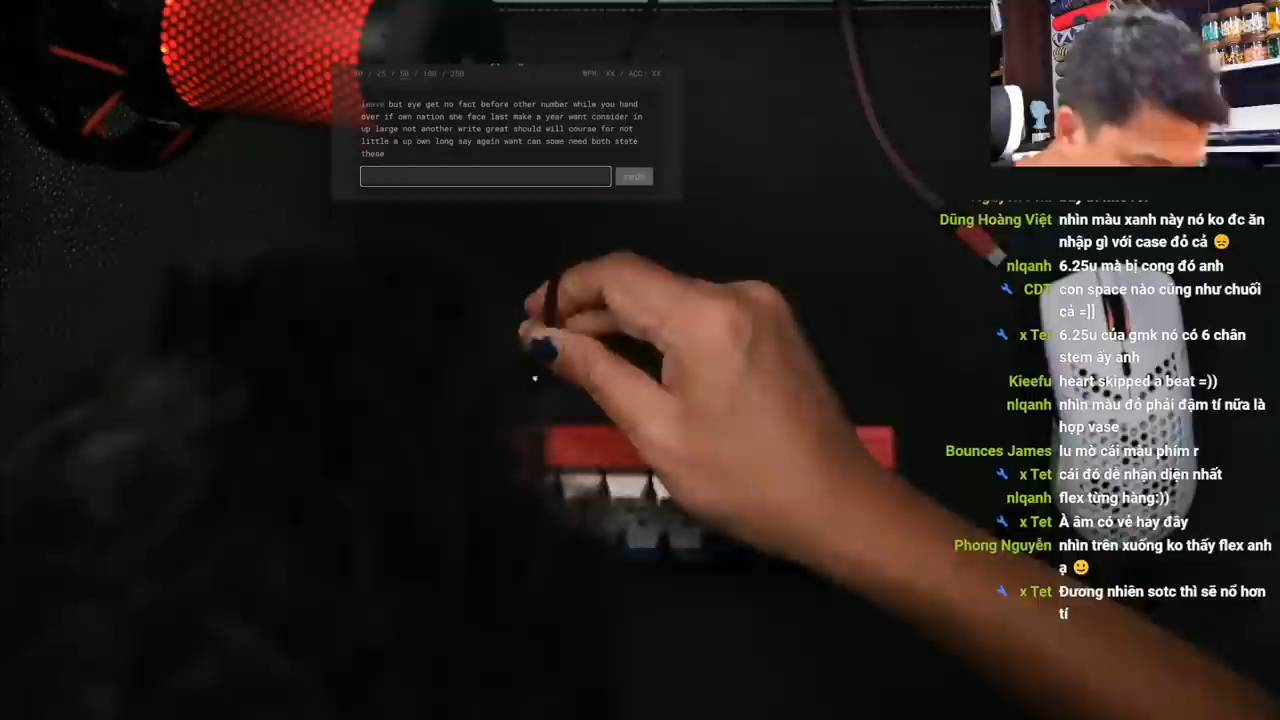 / 25 / 50 / 100 / 250
WPM: XX / ACC: XX
leave but eye get no fact before other number while you hand
over if own nation she face last make a year want consider in
up large not another write great should will course for not
little a up own long say again want can some need both state
these
redo
Dũng Hoàng Việt nhìn màu xanh này nó ko đc ăn
nhập gì với case đỏ cả 😔
nlqanh 6.25u mà bị cong đó anh
CDT con space nào cũng như chuối
cả =]]
x Tet 6.25u của gmk nó có 6 chân
stem ấy anh
Kieefu heart skipped a beat =))
nlqanh nhìn màu đỏ phải đậm tí nữa là
hợp vase
Bounces James lu mờ cái màu phím r
x Tet cái đó dễ nhận diện nhất
nlqanh flex từng hàng:))
x Tet À âm có vẻ hay đấy
Phong Nguyễn nhìn trên xuống ko thấy flex anh
ạ 🙂
x Tet Đương nhiên sotc thì sẽ nổ hơn
tí